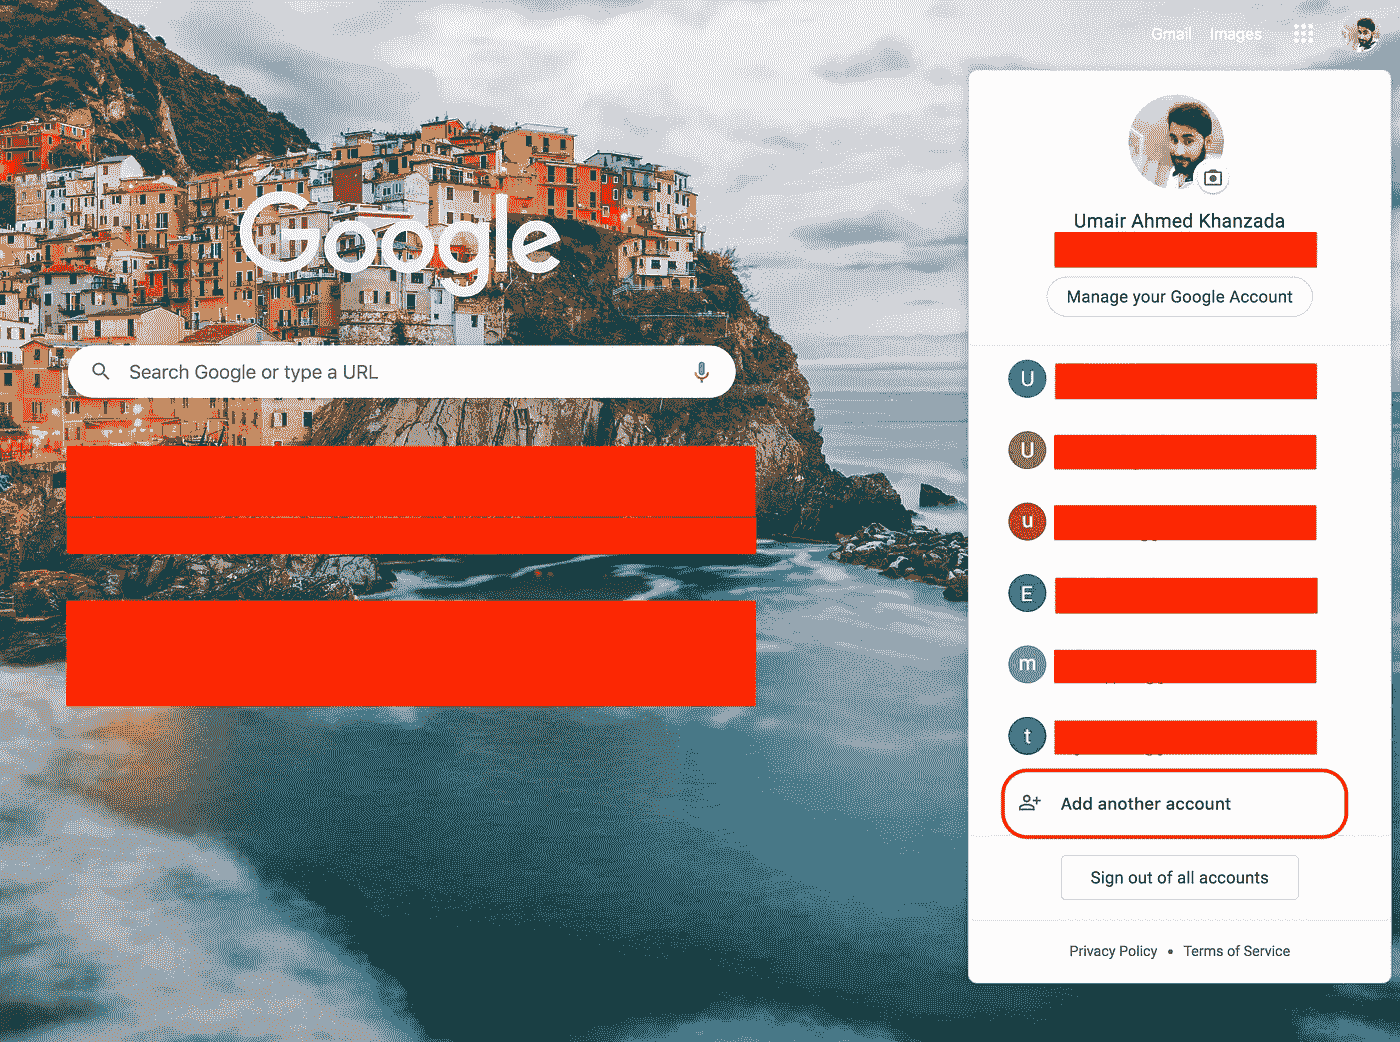 Gmail Images
Google
Search Google or type a URL
Umair Ahmed Khanzada
Manage your Google Account
U
U
u
E
m
t
Add another account
Sign out of all accounts
Privacy Policy • Terms of Service